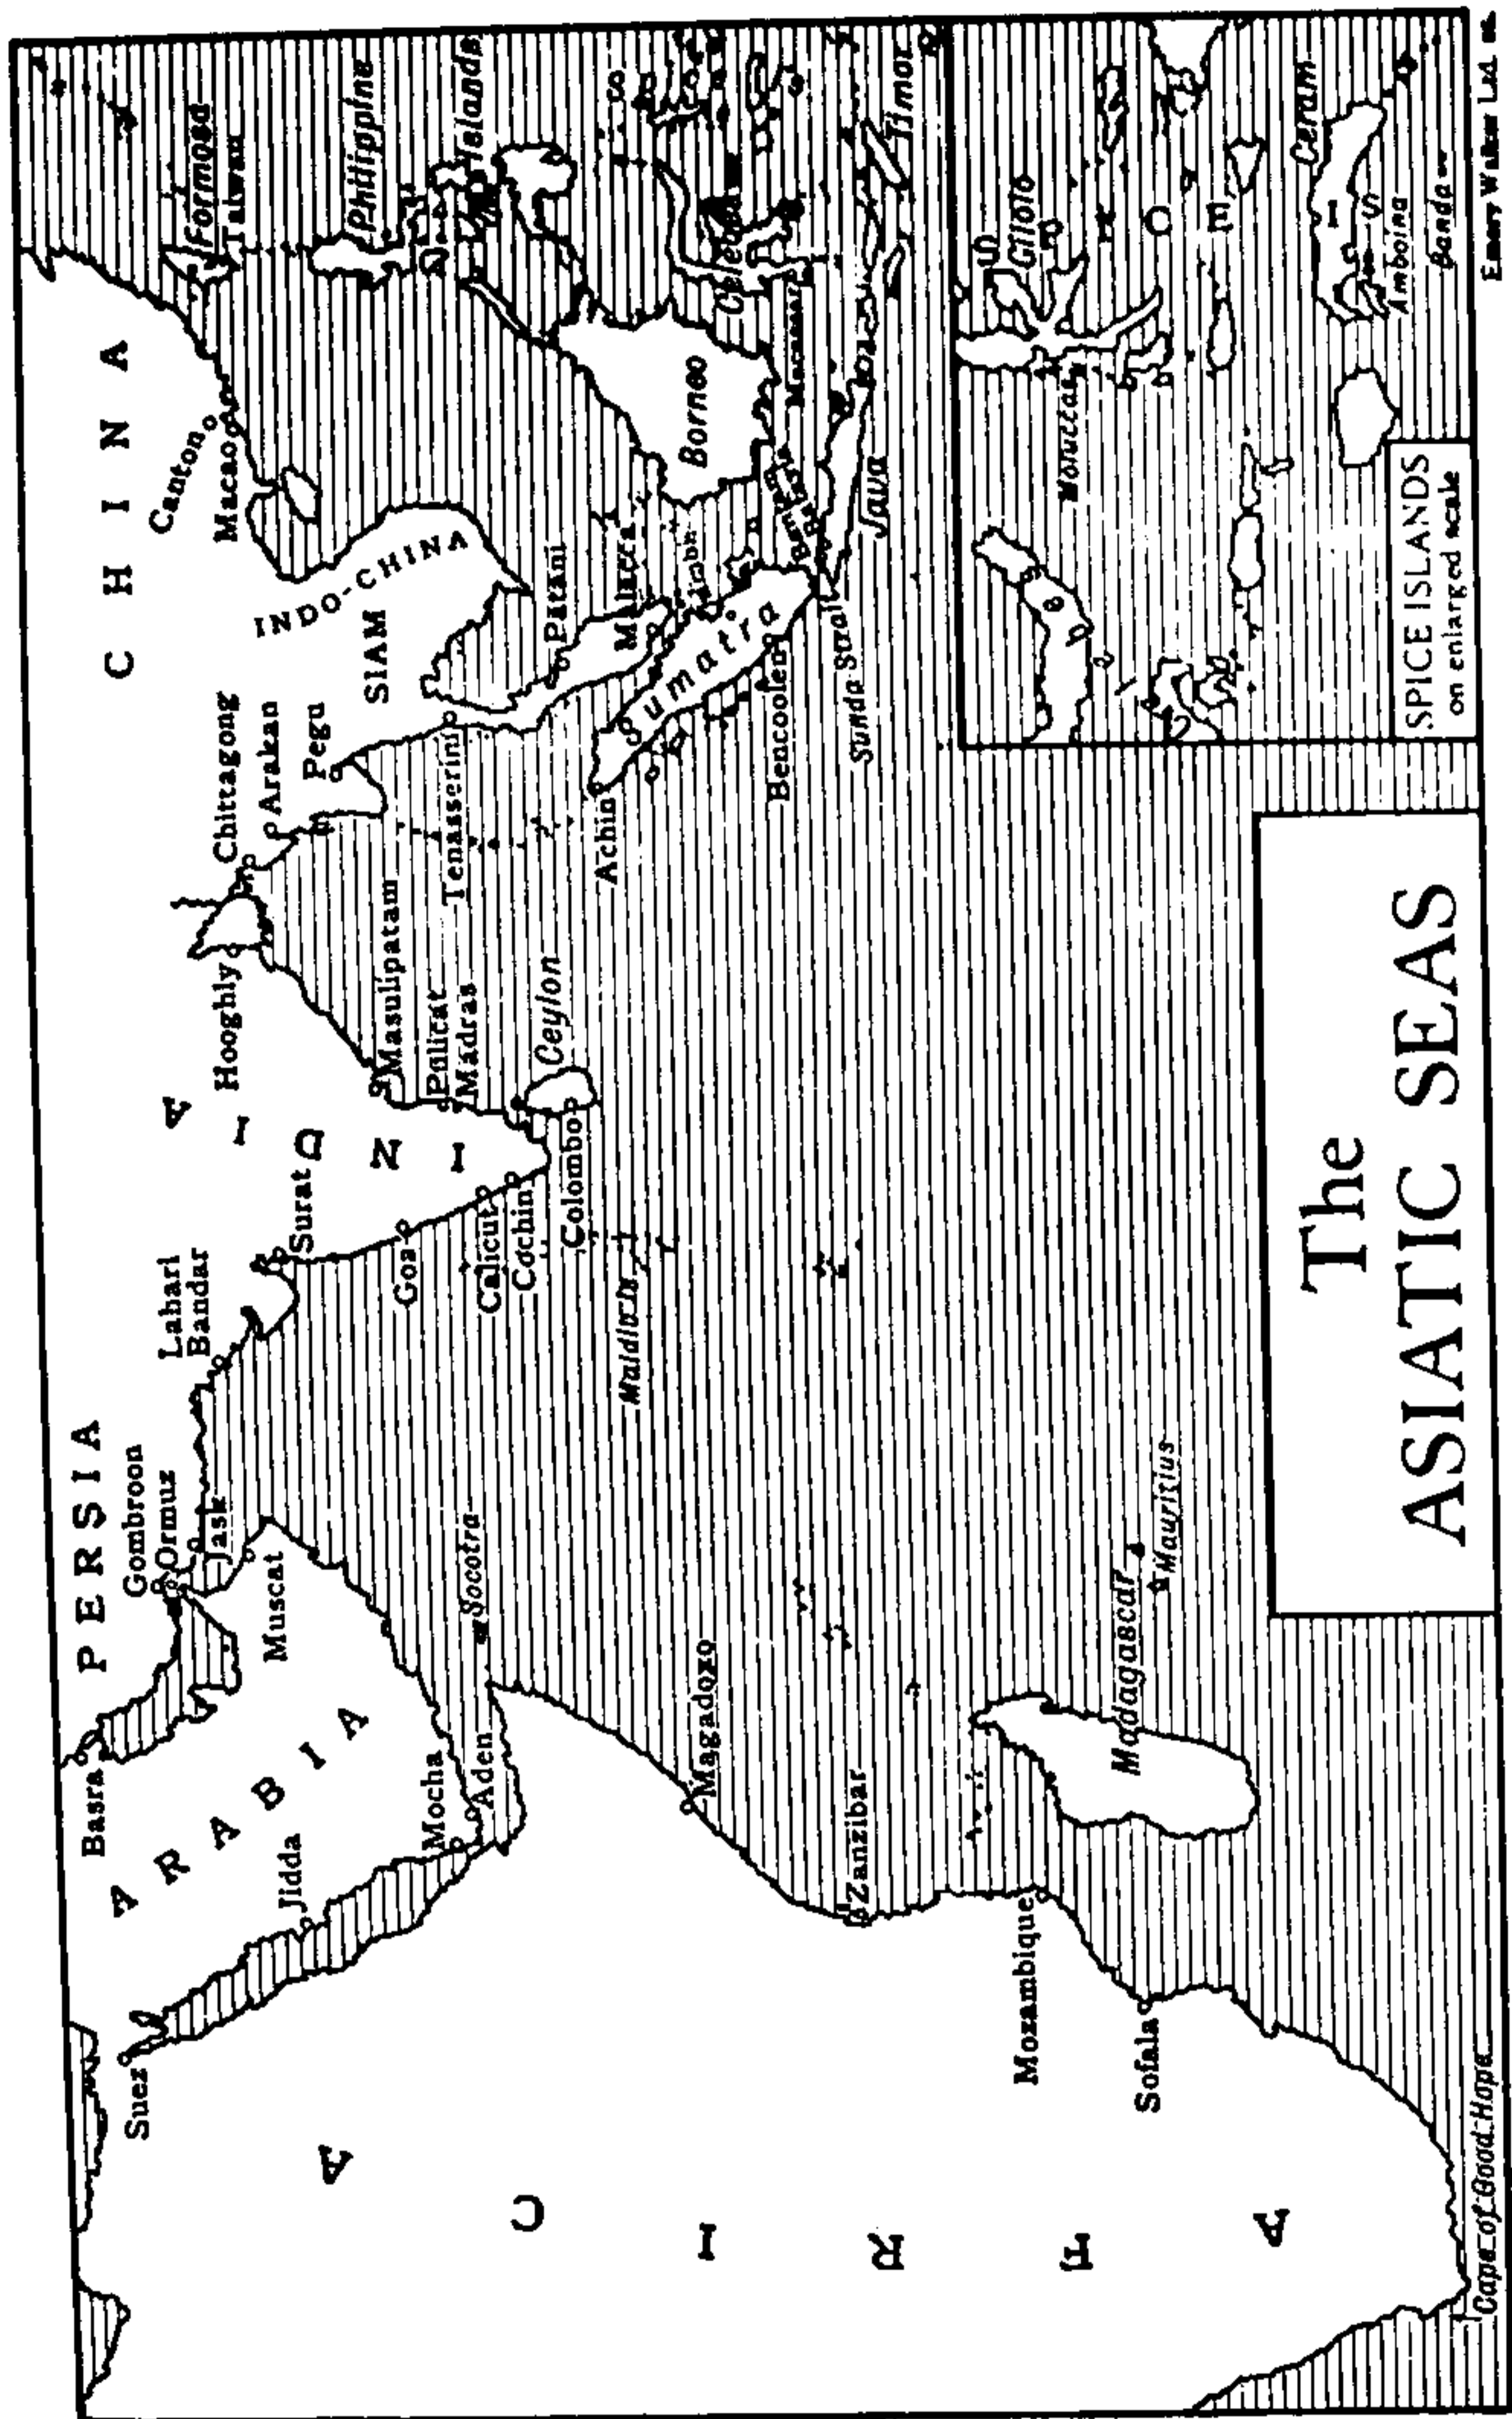 The
ASIATIC SEAS
AFRICA
Suez
Cape of Good Hope
Sofala
Mozambique
Zanzibar
Magadoxo
Madagascar
Mauritius
ARABIA
Jidda
Mocha
Aden
Socotra
Basra
Muscat
PERSIA
Gombroon
Ormuz
Jask
Lahari
Bandar
INDIA
Surat
Goa
Calicut
Cochin
Colombo
Ceylon
Masulipatam
Pulicat
Madras
Hooghly
Chittagong
Arakan
Pegu
Tenasserim
SIAM
INDO-CHINA
CHINA
Canton
Macao
Formosa
Taiwan
Philippine
Islands
Patani
Malacca
Achin
Sumatra
Bencoolen
Java
Borneo
Celebes
Macassar
Timor
SPICE ISLANDS
on enlarged scale
Moluccas
Gilolo
Ceram
Amboina
Banda
Emery Walker Ltd. sc.